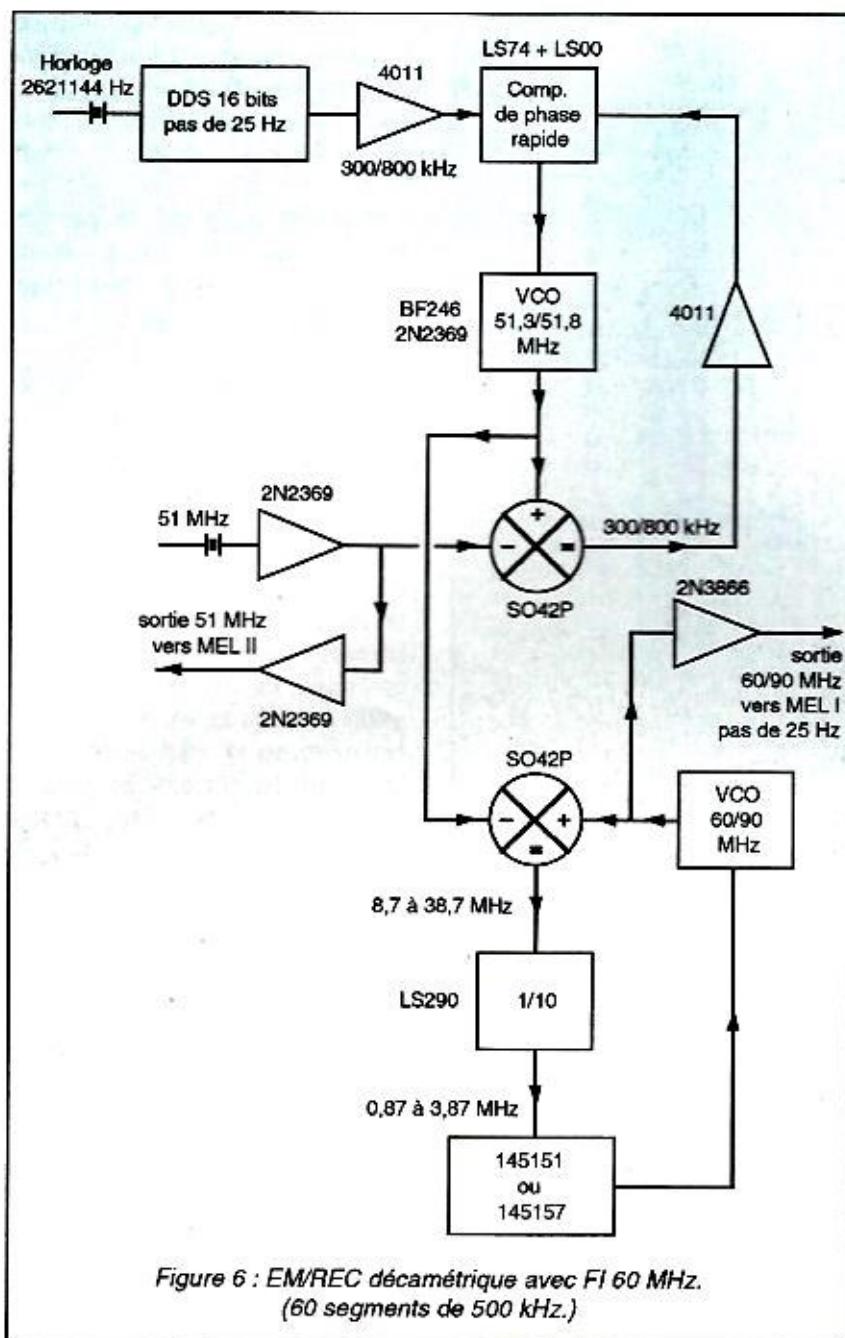 LS74 + LS00
Horloge
2621144 Hz
DDS 16 bits
pas de 25 Hz
4011
300/800 kHz
Comp.
de phase
rapide
BF246
2N2369
VCO
51,3/51,8
MHz
4011
2N2369
51 MHz
+
-
=
300/800 kHz
SO42P
sortie 51 MHz
vers MEL II
2N2369
2N3866
sortie
60/90 MHz
vers MEL I
pas de 25 Hz
SO42P
-
+
=
VCO
60/90
MHz
8,7 à 38,7 MHz
LS290
1/10
0,87 à 3,87 MHz
145151
ou
145157
Figure 6 : EM/REC décamétrique avec FI 60 MHz.
(60 segments de 500 kHz.)